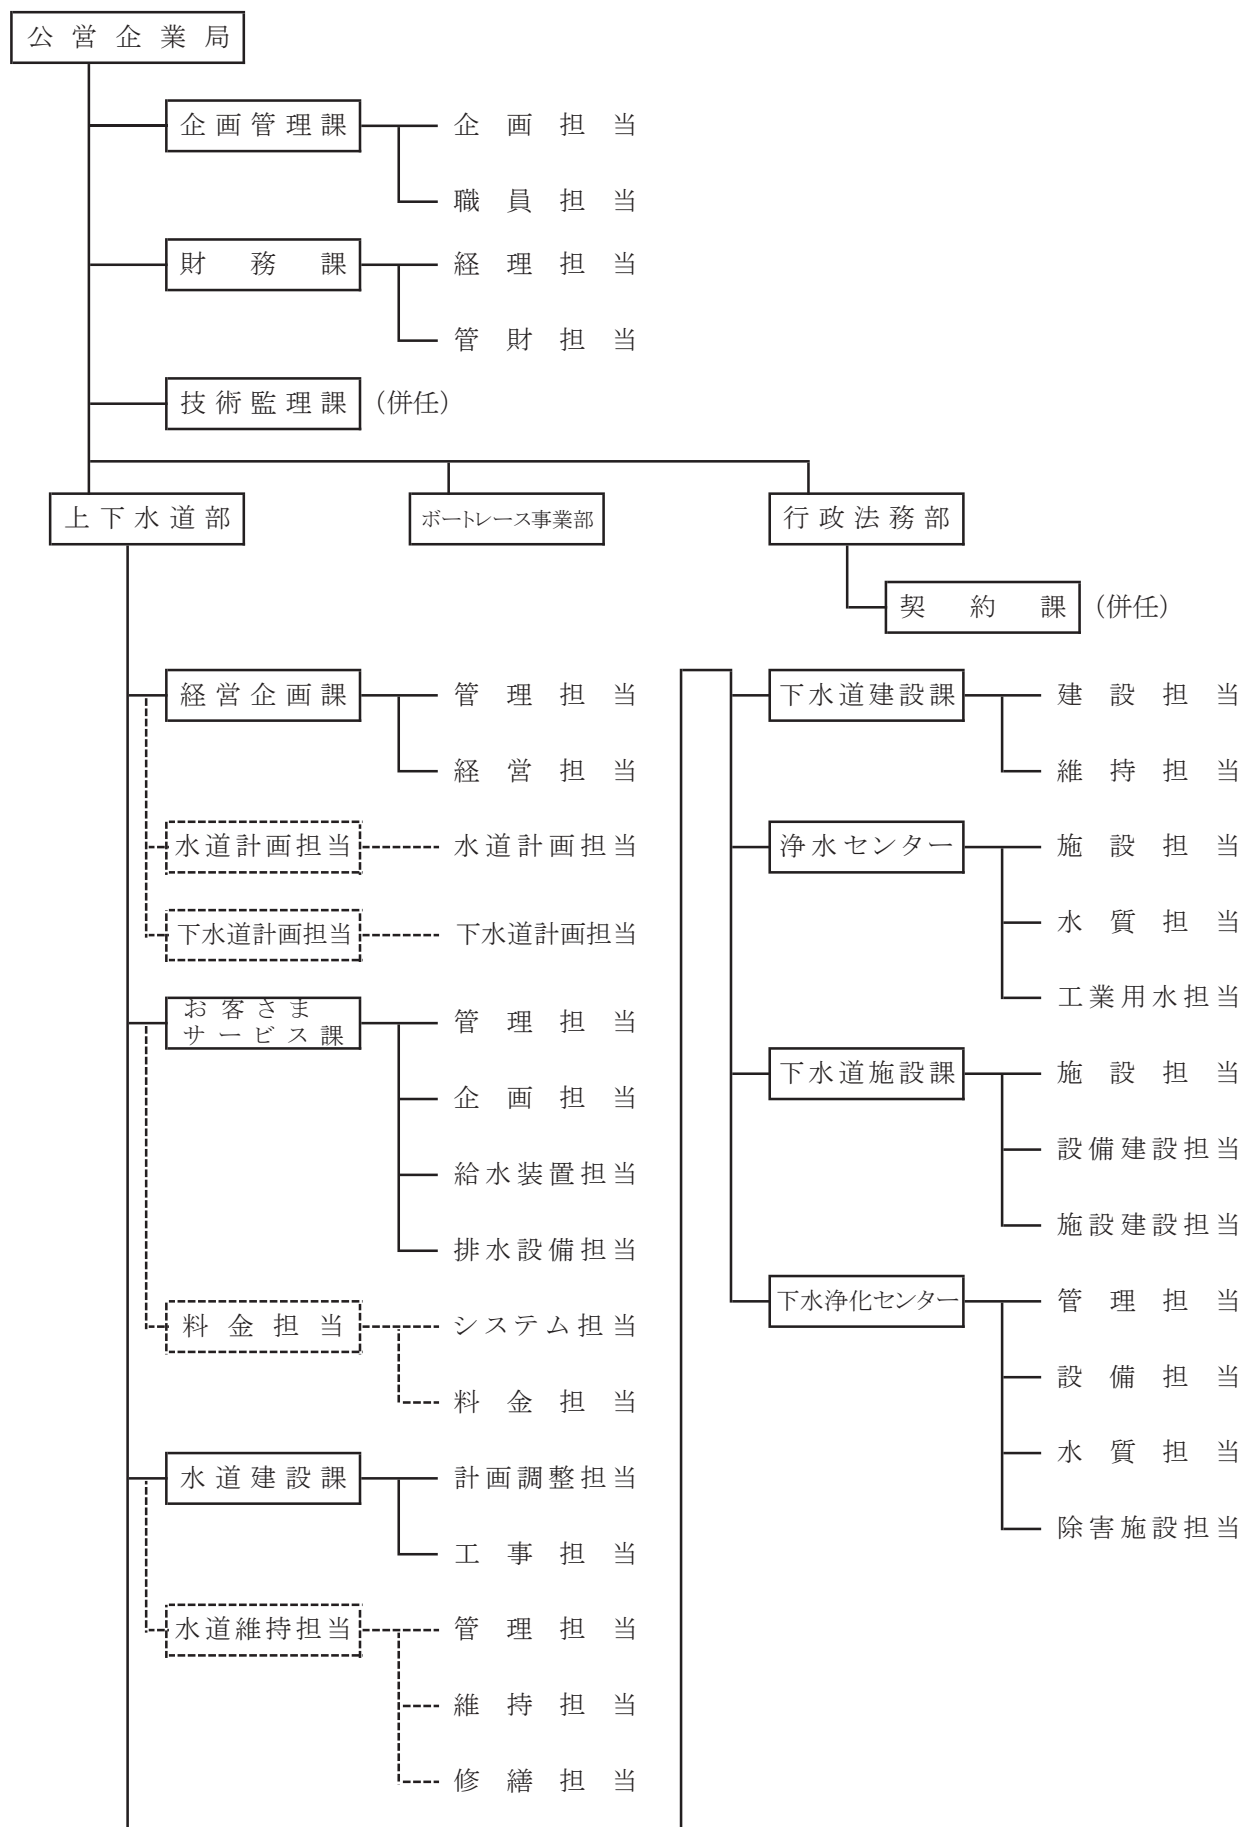 公営企業局
企画管理課
企画担当
職員担当
財務課
経理担当
管財担当
技術監理課
(併任)
上下水道部
ボートレース事業部
行政法務部
契約課
(併任)
経営企画課
管理担当
経営担当
水道計画担当
水道計画担当
下水道計画担当
下水道計画担当
お客さま
サービス課
管理担当
企画担当
給水装置担当
排水設備担当
料金担当
システム担当
料金担当
水道建設課
計画調整担当
工事担当
水道維持担当
管理担当
維持担当
修繕担当
下水道建設課
建設担当
維持担当
浄水センター
施設担当
水質担当
工業用水担当
下水道施設課
施設担当
設備建設担当
施設建設担当
下水浄化センター
管理担当
設備担当
水質担当
除害施設担当